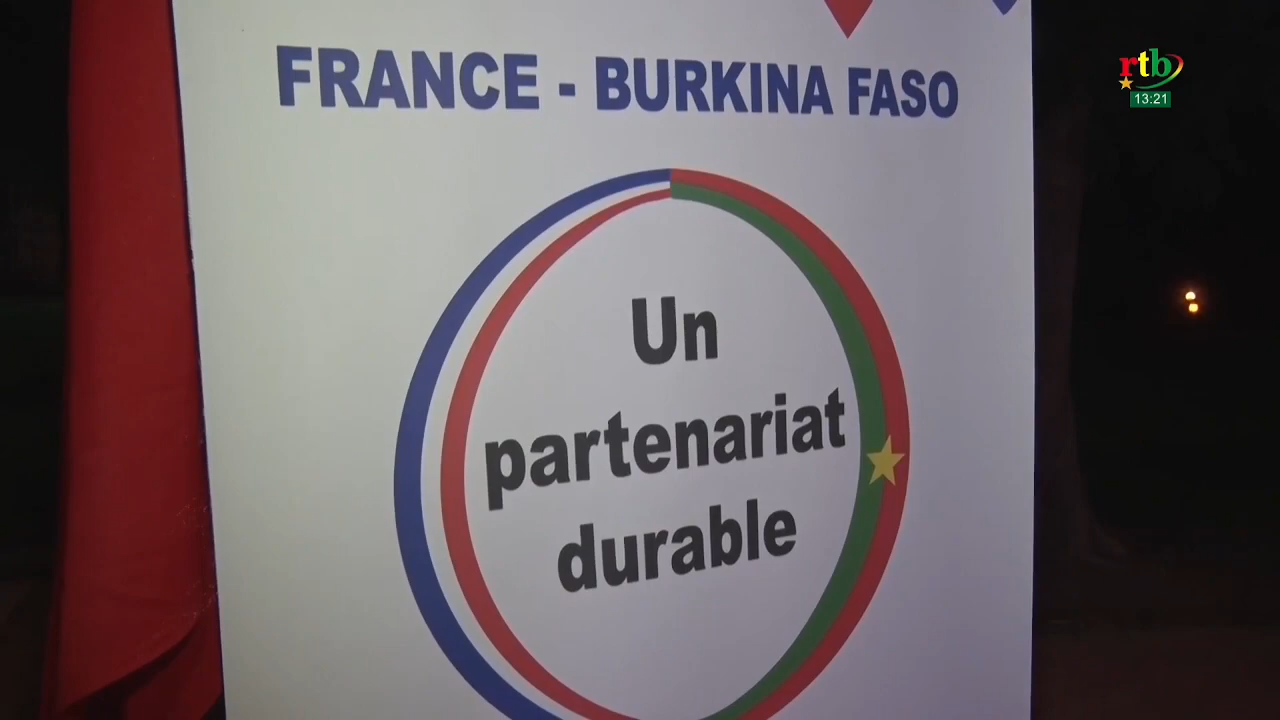 FRANCE - BURKINA FASO
rtb
13:21
Un
partenariat
durable